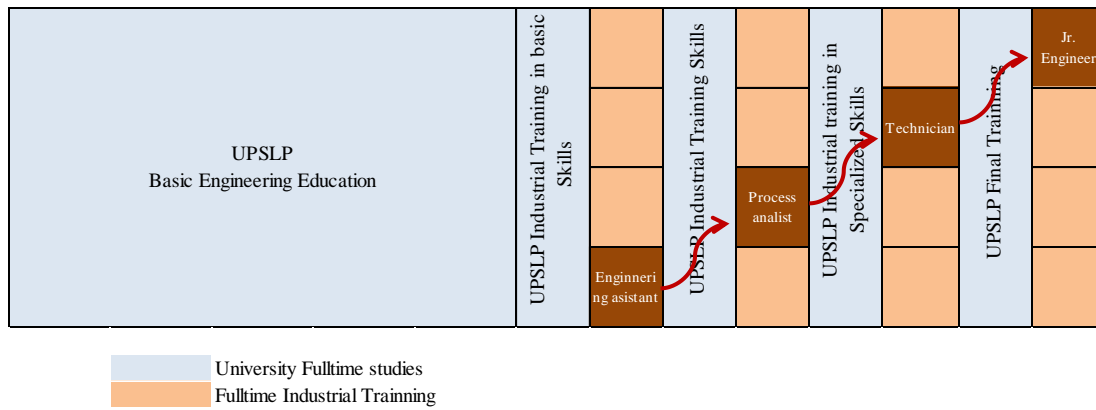 UPSLP
Basic Engineering Education
UPSLP Industrial Training in basic
Skills
Enginneri
ng asistant
UPSLP Industrial Training Skills
Process
analist
UPSLP Industrial training in
Specialized Skills
Technician
UPSLP Final Trainning
Jr.
Engineer
University Fulltime studies
Fulltime Industrial Trainning